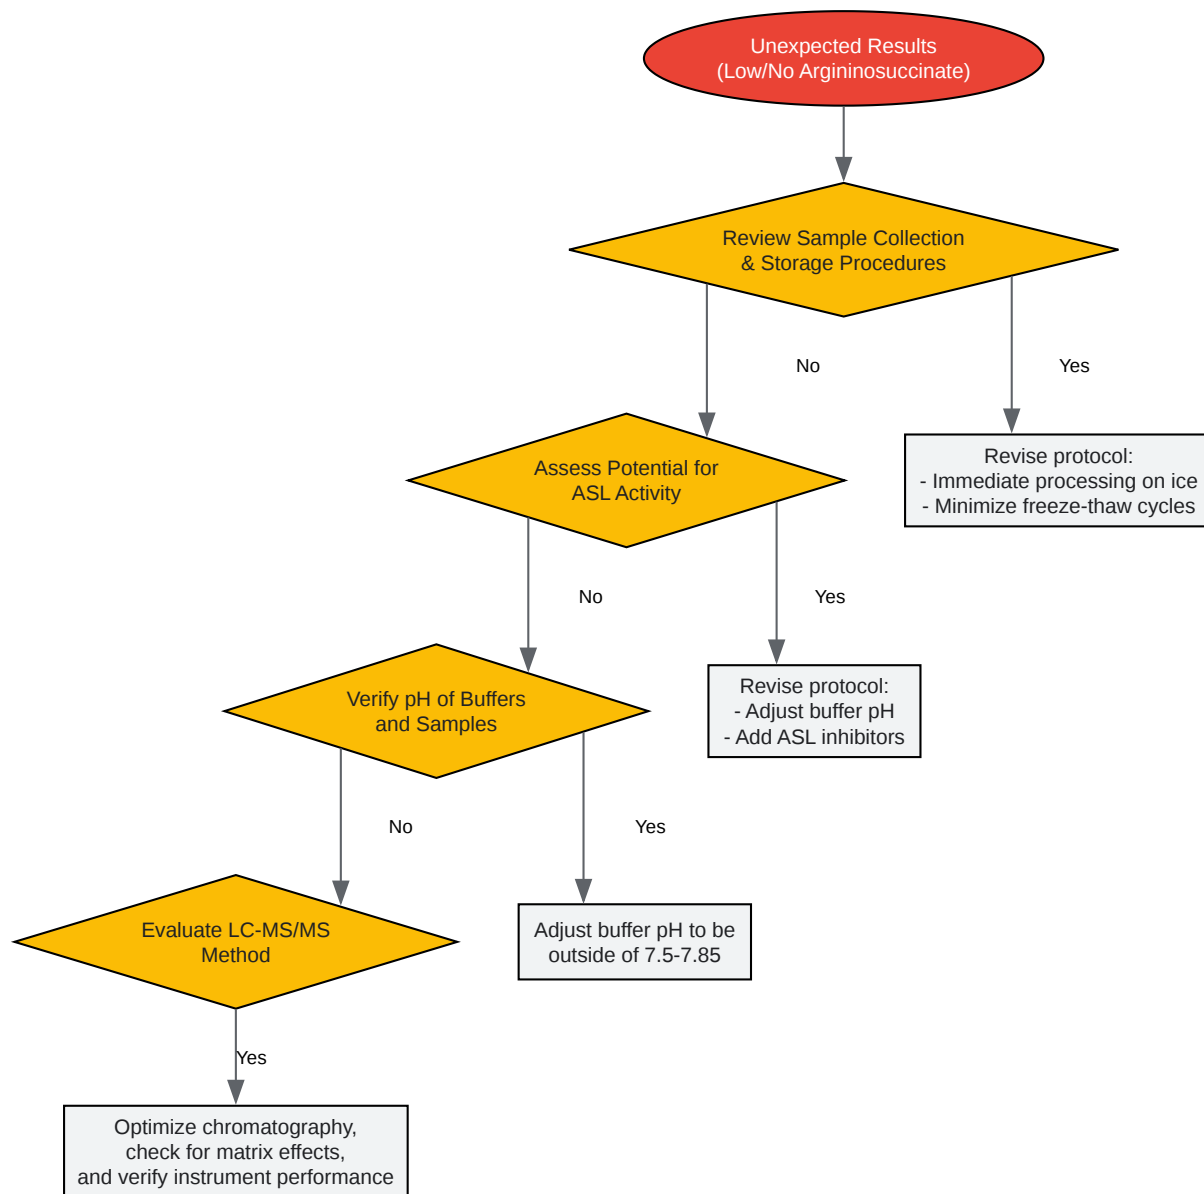 Unexpected Results
(Low/No Argininosuccinate)
Review Sample Collection
& Storage Procedures
No
Yes
Assess Potential for
ASL Activity
Revise protocol:
- Immediate processing on ice
- Minimize freeze-thaw cycles
No
Yes
Verify pH of Buffers
and Samples
Revise protocol:
- Adjust buffer pH
- Add ASL inhibitors
No
Yes
Evaluate LC-MS/MS
Method
Adjust buffer pH to be
outside of 7.5-7.85
Yes
Optimize chromatography,
check for matrix effects,
and verify instrument performance